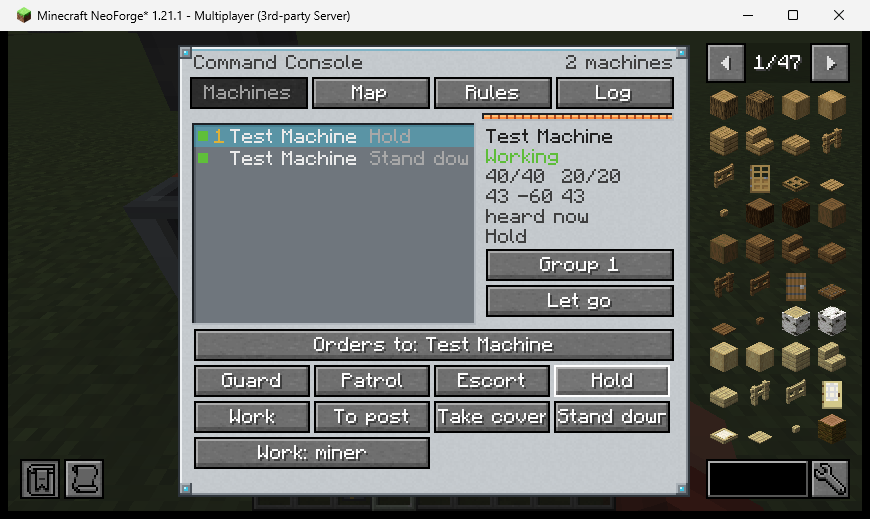 Minecraft NeoForge* 1.21.1 - Multiplayer (3rd-party Server)
Command Console
2 machines
Machines
Map
Rules
Log
1/47
1 Test Machine Hold
Test Machine Stand dow
Test Machine
Working
40/40 20/20
43 -60 43
heard now
Hold
Group 1
Let go
Orders to: Test Machine
Guard
Patrol
Escort
Hold
Work
To post
Take cover
Stand down
Work: miner